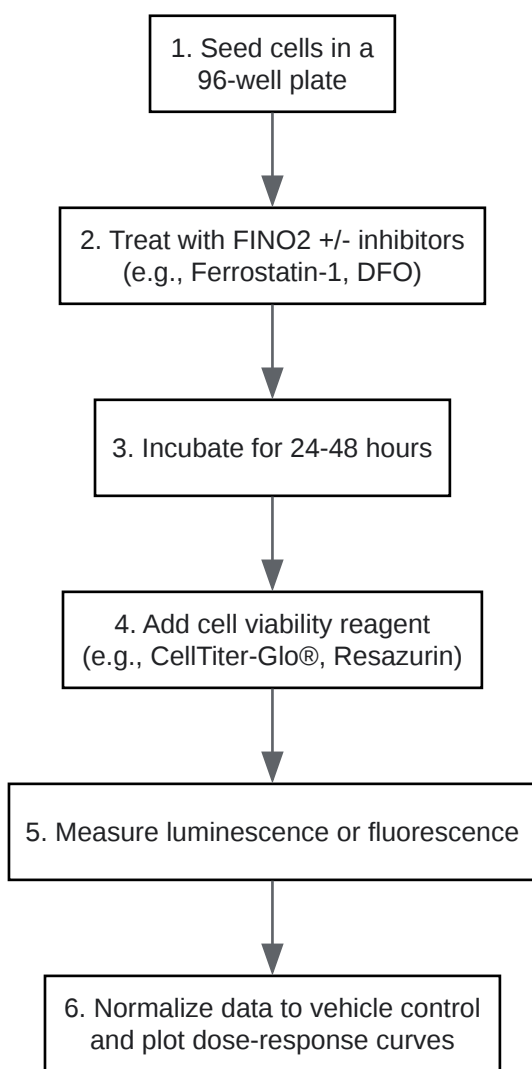 1. Seed cells in a
96-well plate
2. Treat with FINO2 +/- inhibitors
(e.g., Ferrostatin-1, DFO)
3. Incubate for 24-48 hours
4. Add cell viability reagent
(e.g., CellTiter-Glo®, Resazurin)
5. Measure luminescence or fluorescence
6. Normalize data to vehicle control
and plot dose-response curves